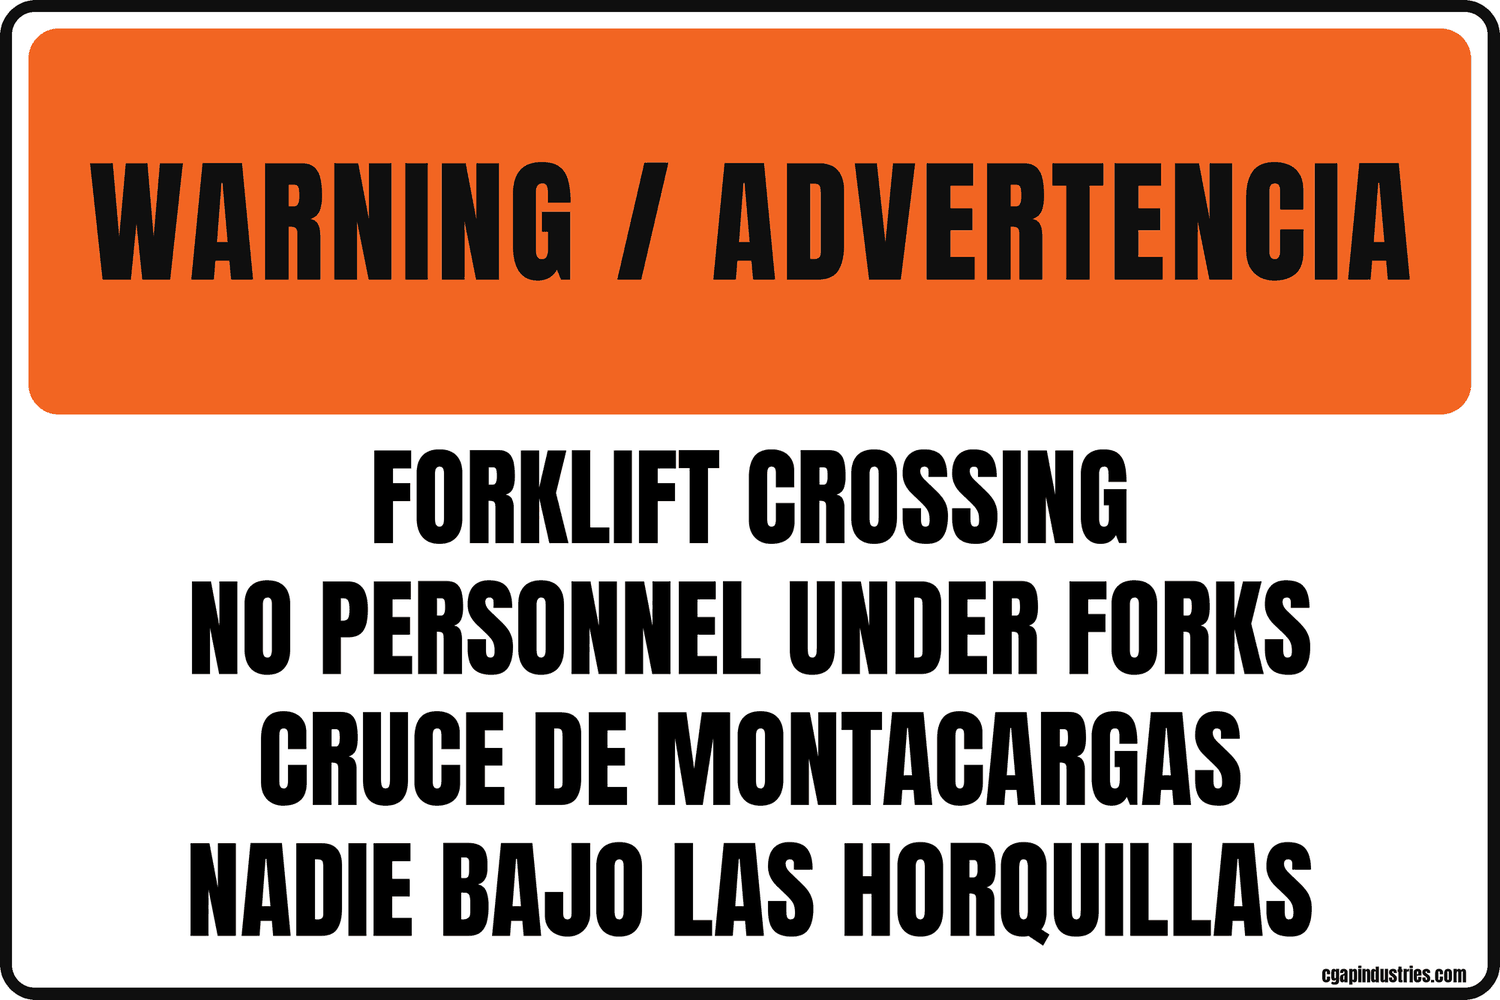 WARNING / ADVERTENCIA
FORKLIFT CROSSING
NO PERSONNEL UNDER FORKS
CRUCE DE MONTACARGAS
NADIE BAJO LAS HORQUILLAS
cgapindustries.com